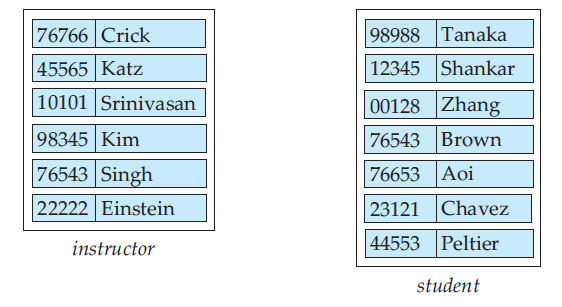 76766 Crick
45565 Katz
10101 Srinivasan
98345 Kim
76543 Singh
22222 Einstein
instructor
98988 Tanaka
12345 Shankar
00128 Zhang
76543 Brown
76653 Aoi
23121 Chavez
44553 Peltier
student